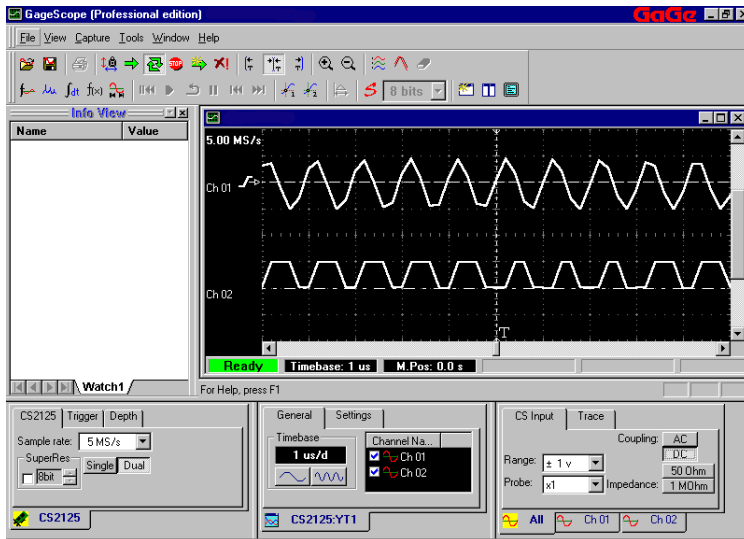 GageScope (Professional edition)
GaGe
File View Capture Tools Window Help
8 bits
Info View
Name Value
5.00 MS/s
Ch 01
Ch 02
T
Ready Timebase: 1 us M.Pos: 0.0 s
Watch1
For Help, press F1
CS2125 Trigger Depth
Sample rate: 5 MS/s
SuperRes
8bit
Single Dual
CS2125
General Settings
Timebase
1 us/d
Channel Na...
Ch 01
Ch 02
CS2125:YT1
CS Input Trace
Coupling: AC
DC
Range: ± 1 v
50 Ohm
Probe: x1
Impedance: 1 MOhm
All Ch 01 Ch 02